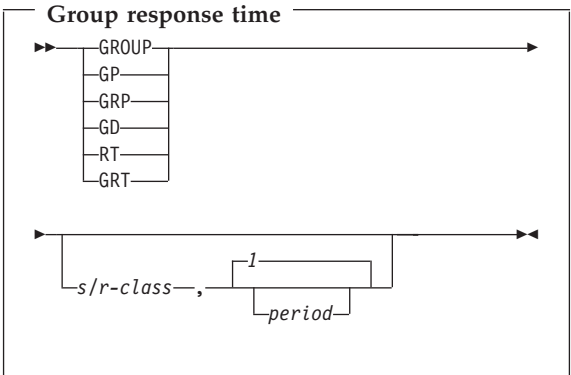 Group response time
GROUP
GP
GRP
GD
RT
GRT
1
s/r-class ,
period